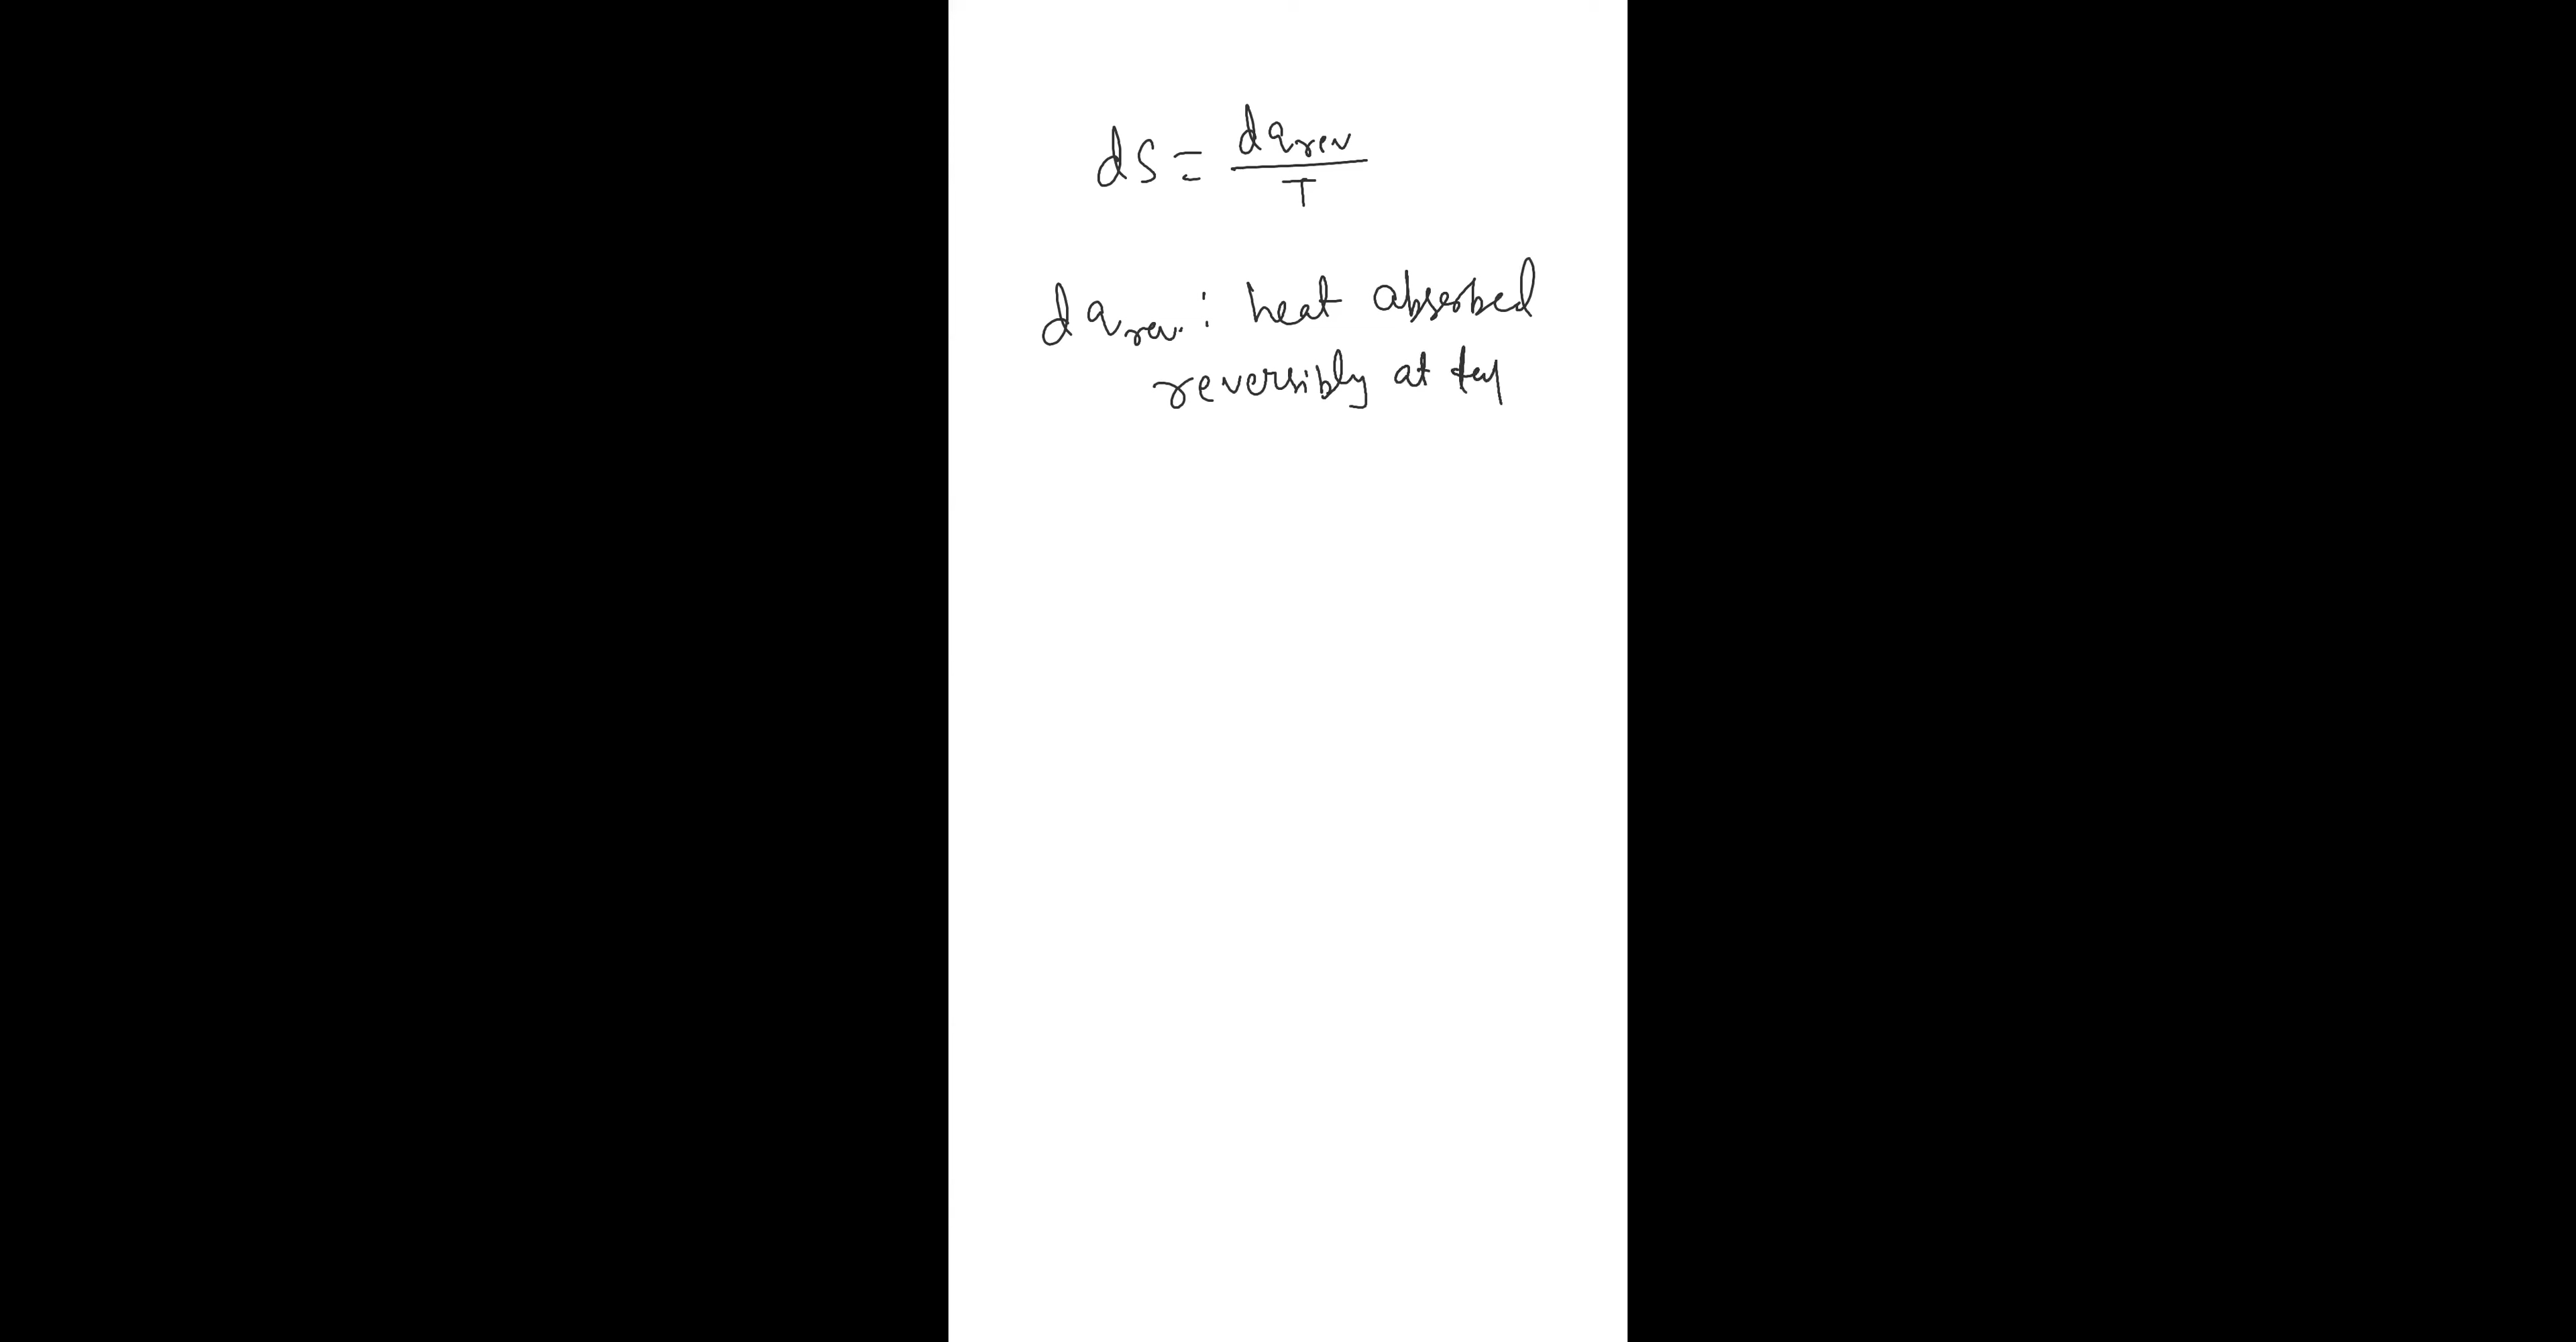 dS = dq_rev / T
dq_rev. : heat absorbed
reversibly at